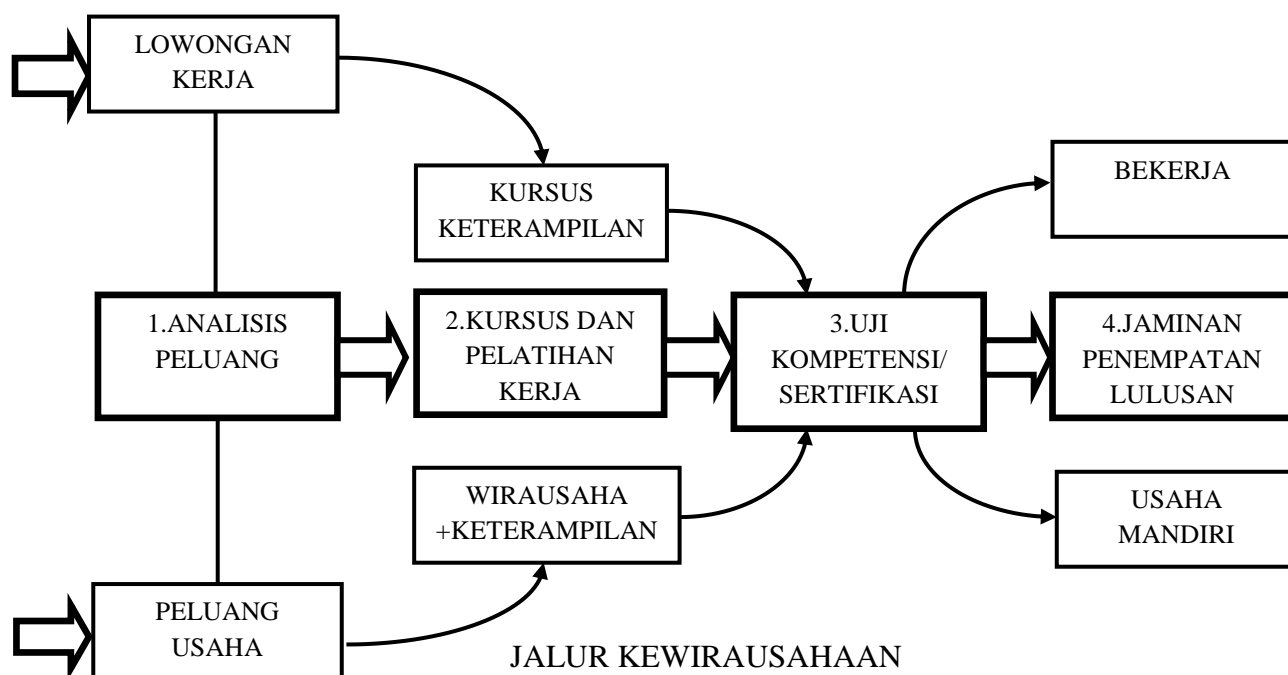 LOWONGAN
KERJA
KURSUS
KETERAMPILAN
BEKERJA
1.ANALISIS
PELUANG
2.KURSUS DAN
PELATIHAN
KERJA
3.UJI
KOMPETENSI/
SERTIFIKASI
4.JAMINAN
PENEMPATAN
LULUSAN
WIRAUSAHA
+KETERAMPILAN
USAHA
MANDIRI
PELUANG
USAHA
JALUR KEWIRAUSAHAAN